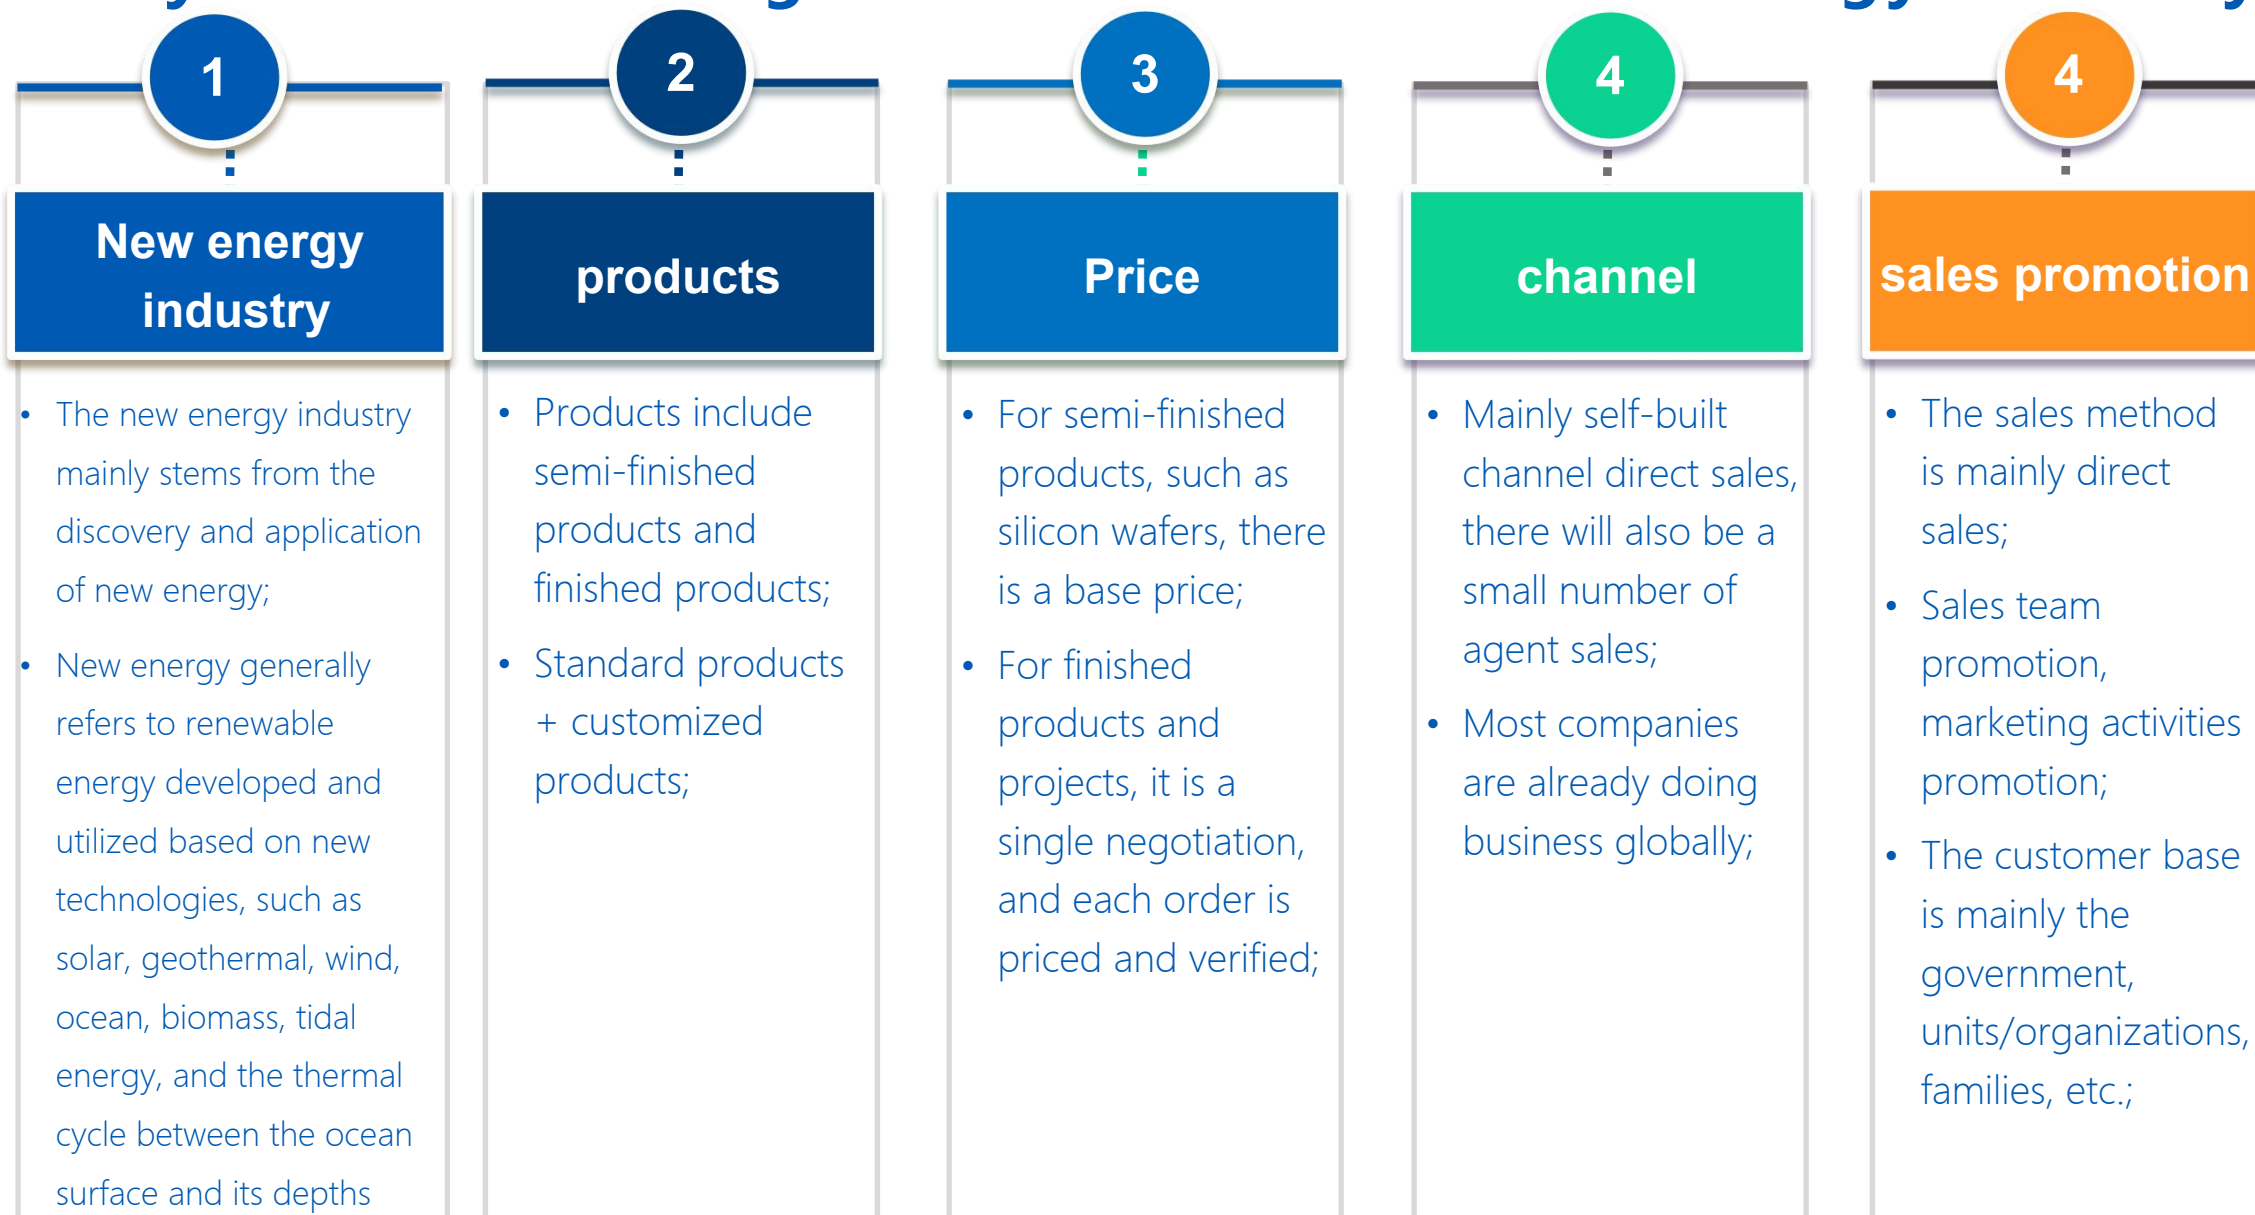 1
New energy
industry
• The new energy industry
mainly stems from the
discovery and application
of new energy;
• New energy generally
refers to renewable
energy developed and
utilized based on new
technologies, such as
solar, geothermal, wind,
ocean, biomass, tidal
energy, and the thermal
cycle between the ocean
surface and its depths
2
products
• Products include
semi-finished
products and
finished products;
• Standard products
+ customized
products;
3
Price
• For semi-finished
products, such as
silicon wafers, there
is a base price;
• For finished
products and
projects, it is a
single negotiation,
and each order is
priced and verified;
4
channel
• Mainly self-built
channel direct sales,
there will also be a
small number of
agent sales;
• Most companies
are already doing
business globally;
4
sales promotion
• The sales method
is mainly direct
sales;
• Sales team
promotion,
marketing activities
promotion;
• The customer base
is mainly the
government,
units/organizations,
families, etc.;